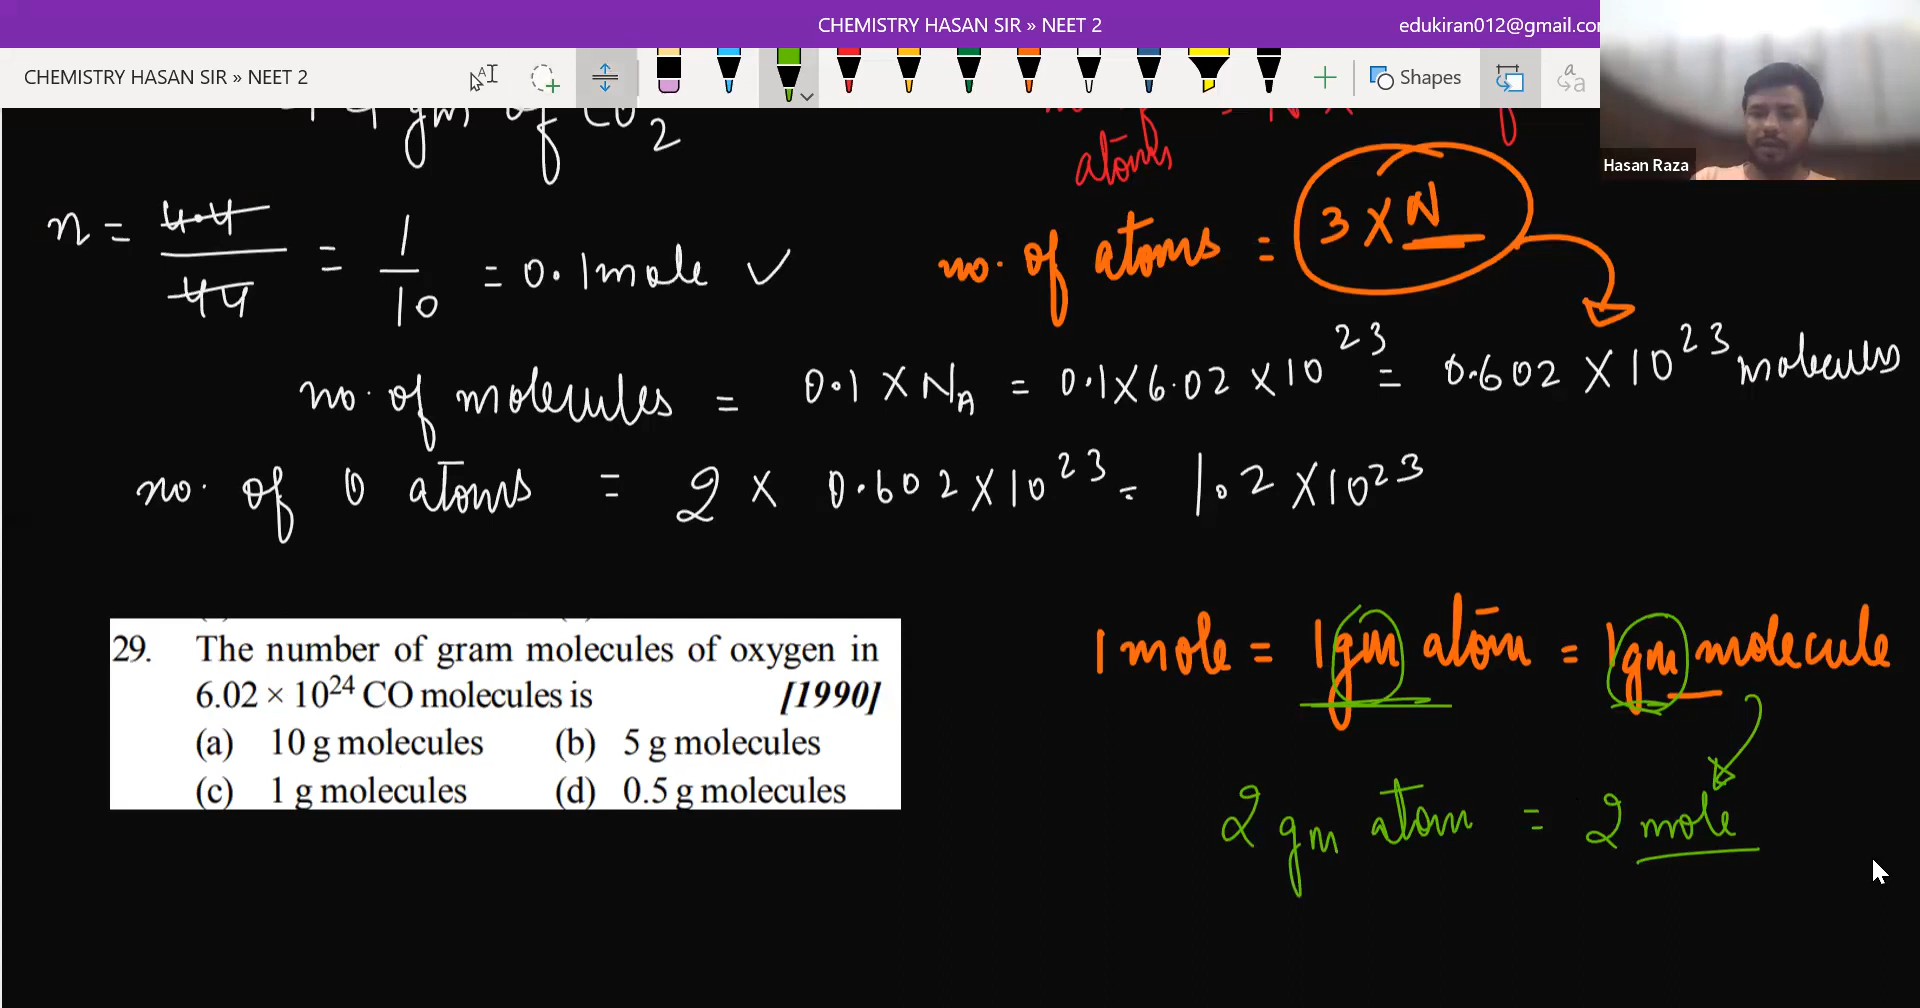 CHEMISTRY HASAN SIR » NEET 2
edukiran012@gmail.co
CHEMISTRY HASAN SIR » NEET 2
Shapes
Hasan Raza
gm of CO2
atoms
n = 4.4 / 44 = 1 / 10 = 0.1 mole ✓
no. of atoms = 3 X N
no. of molecules = 0.1 X NA = 0.1 X 6.02 X 10^23 = 0.602 X 10^23 molecules
no. of O atoms = 2 X 0.602 X 10^23 = 1.2 X 10^23
29. The number of gram molecules of oxygen in
6.02 × 10^24 CO molecules is [1990]
(a) 10 g molecules (b) 5 g molecules
(c) 1 g molecules (d) 0.5 g molecules
1 mole = 1 gm atom = 1 gm molecule
2 gm atom = 2 mole